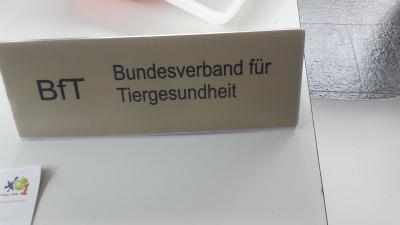 BfT Bundesverband für
Tiergesundheit